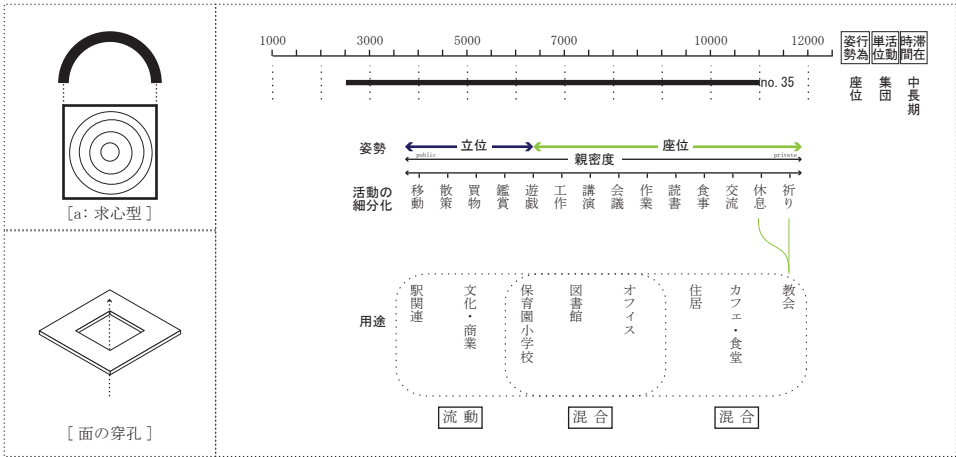 [a: 求心型 ]
[ 面の穿孔 ]
1000 3000 5000 7000 10000 12000
no. 35
姿勢 行為
単位 活動
時間 滞在
座位
集団
中長期
姿勢
立位
座位
public
親密度
private
活動の
細分化
移動
散策
買物
鑑賞
遊戯
工作
講演
会議
作業
読書
食事
交流
休息
祈り
用途
駅関連
文化・商業
保育園小学校
図書館
オフィス
住居
カフェ・食堂
教会
流動
混合
混合